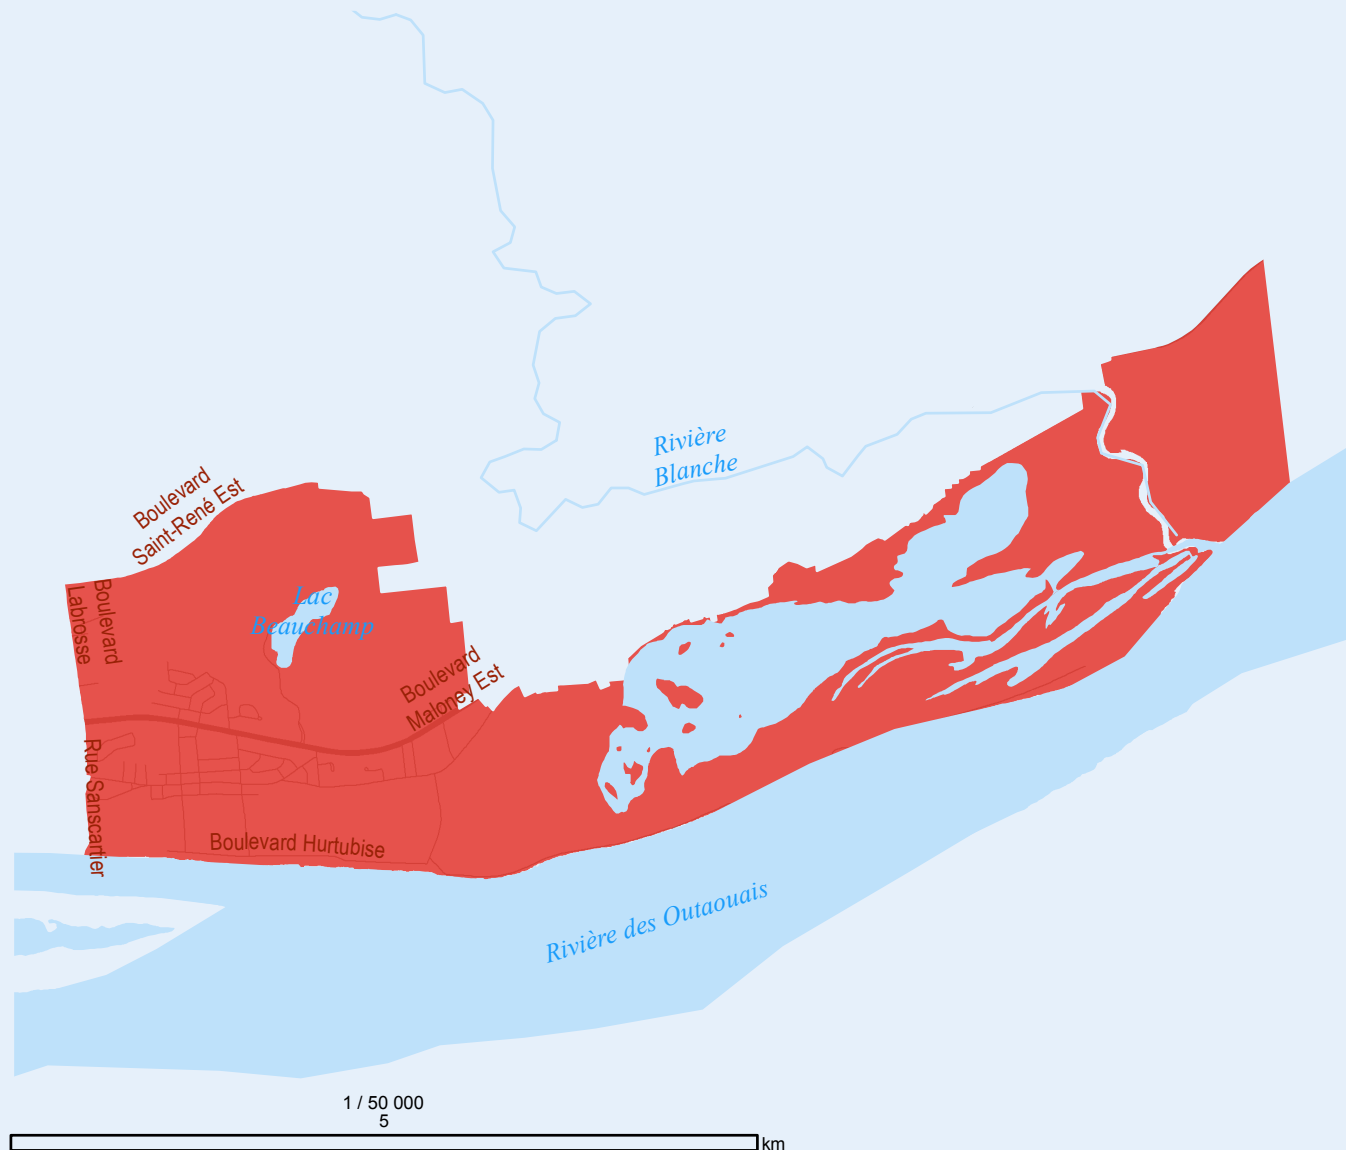 Rivière
Blanche
Boulevard
Saint-René Est
Boulevard
Labrosse
Lac
Beauchamp
Boulevard
Maloney Est
Rue Sanscartier
Boulevard Hurtubise
Rivière des Outaouais
1 / 50 000
5
km